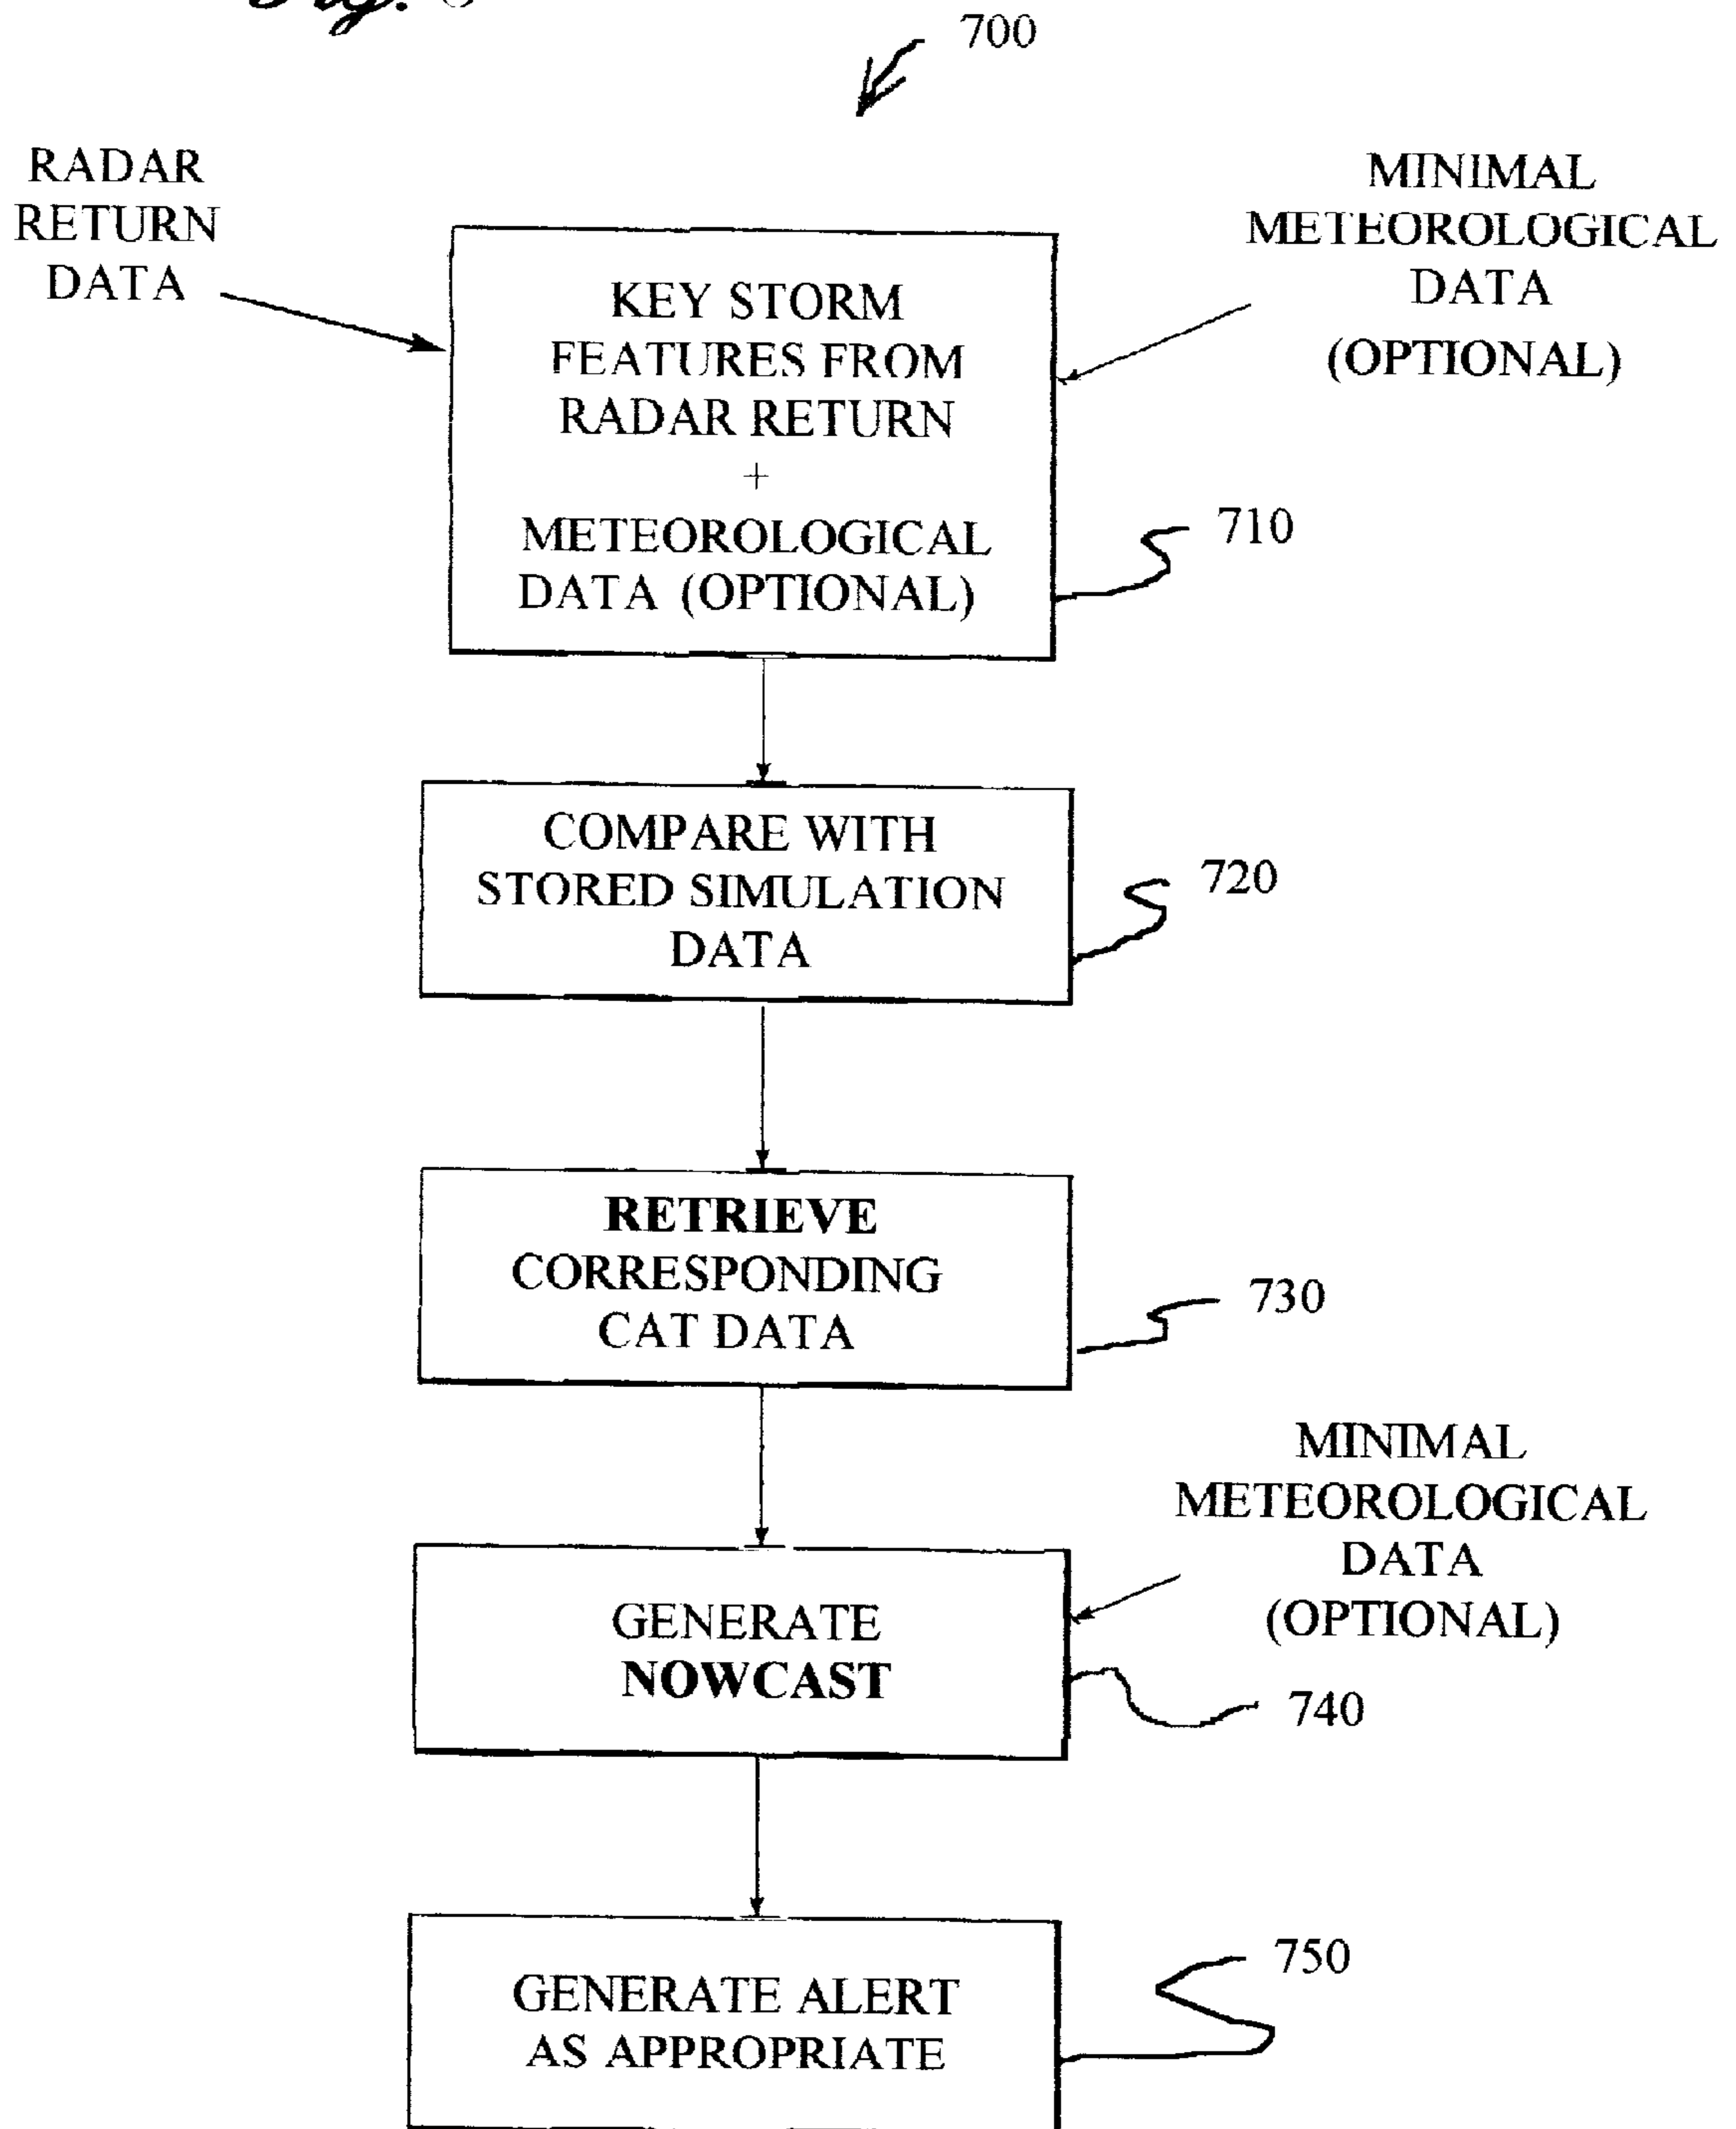 Fig.
700
RADAR
RETURN
DATA
MINIMAL
METEOROLOGICAL
DATA
(OPTIONAL)
KEY STORM
FEATURES FROM
RADAR RETURN
+
METEOROLOGICAL
DATA (OPTIONAL)
710
COMPARE WITH
STORED SIMULATION
DATA
720
RETRIEVE
CORRESPONDING
CAT DATA
730
MINIMAL
METEOROLOGICAL
DATA
(OPTIONAL)
GENERATE
NOWCAST
740
GENERATE ALERT
AS APPROPRIATE
750